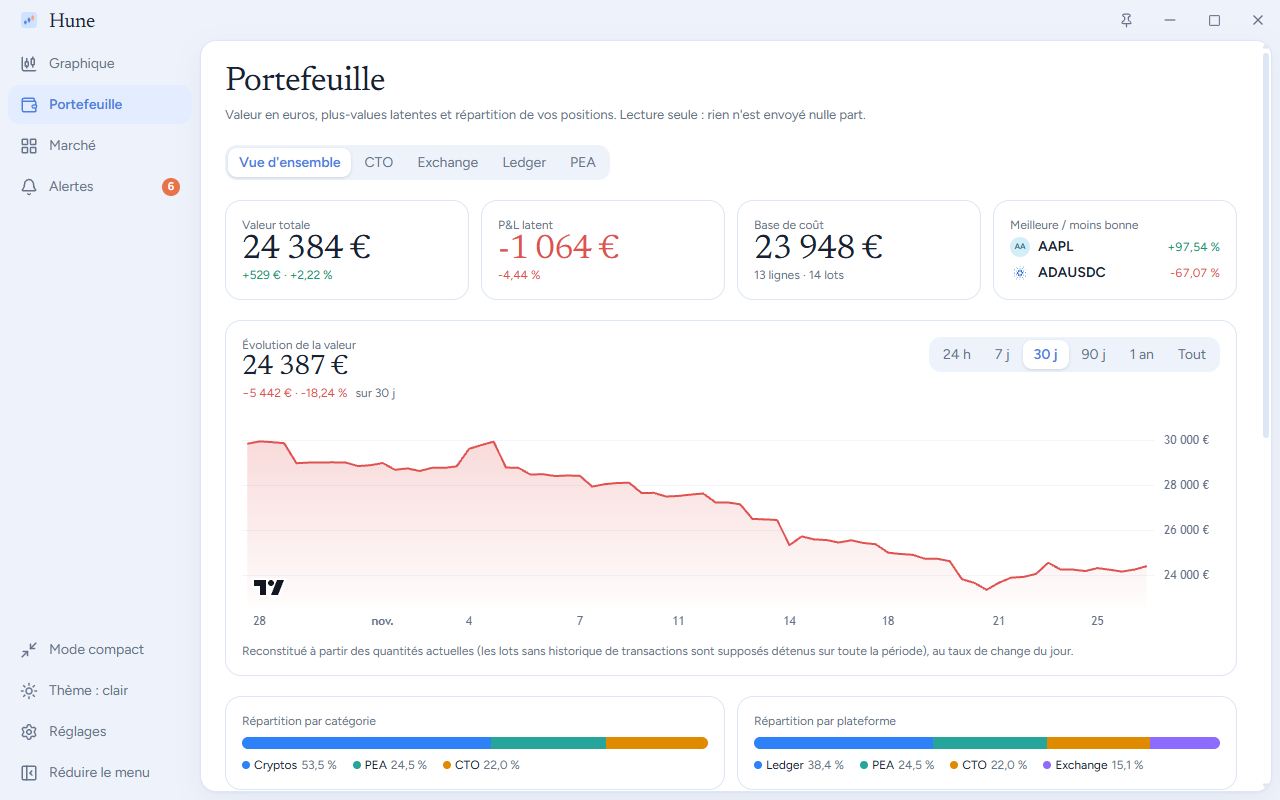 Hune
Graphique
Portefeuille
Marché
Alertes
6
Mode compact
Thème : clair
Réglages
Réduire le menu
Portefeuille
Valeur en euros, plus-values latentes et répartition de vos positions. Lecture seule : rien n'est envoyé nulle part.
Vue d'ensemble CTO Exchange Ledger PEA
Valeur totale
24 384 €
+529 € · +2,22 %
P&L latent
-1 064 €
-4,44 %
Base de coût
23 948 €
13 lignes · 14 lots
Meilleure / moins bonne
AA AAPL +97,54 %
ADAUSDC -67,07 %
Évolution de la valeur
24 387 €
−5 442 € · -18,24 % sur 30 j
24 h 7 j 30 j 90 j 1 an Tout
30 000 €
28 000 €
26 000 €
24 000 €
28 nov. 4 7 11 14 18 21 25
Reconstitué à partir des quantités actuelles (les lots sans historique de transactions sont supposés détenus sur toute la période), au taux de change du jour.
Répartition par catégorie
Cryptos 53,5 % PEA 24,5 % CTO 22,0 %
Répartition par plateforme
Ledger 38,4 % PEA 24,5 % CTO 22,0 % Exchange 15,1 %